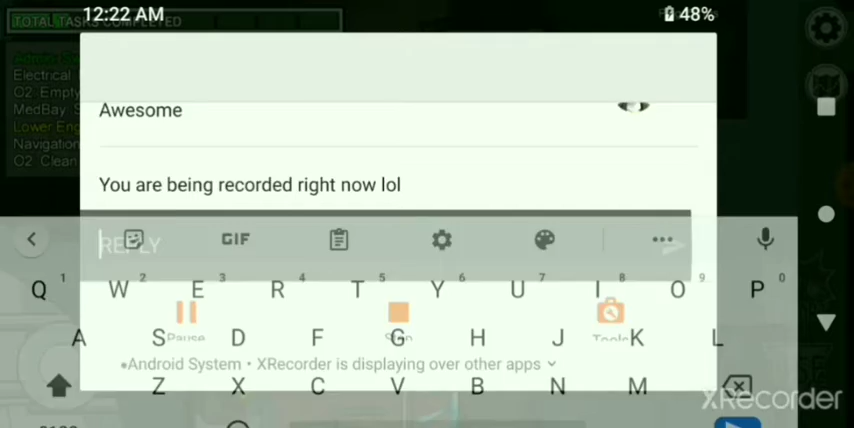 12:22 AM
48%
TOTAL TASKS COMPLETED
Electrical
O2 Empty
MedBay S
Lower Eng
Navigation
O2 Clean
Awesome
You are being recorded right now lol
REPLY
GIF
Q 1 W 2 E 3 R 4 T 5 Y 6 U 7 I 8 O 9 P 0
A S D F G H J K L
Pause Tools
•Android System • XRecorder is displaying over other apps
Z X C V B N M
XRecorder